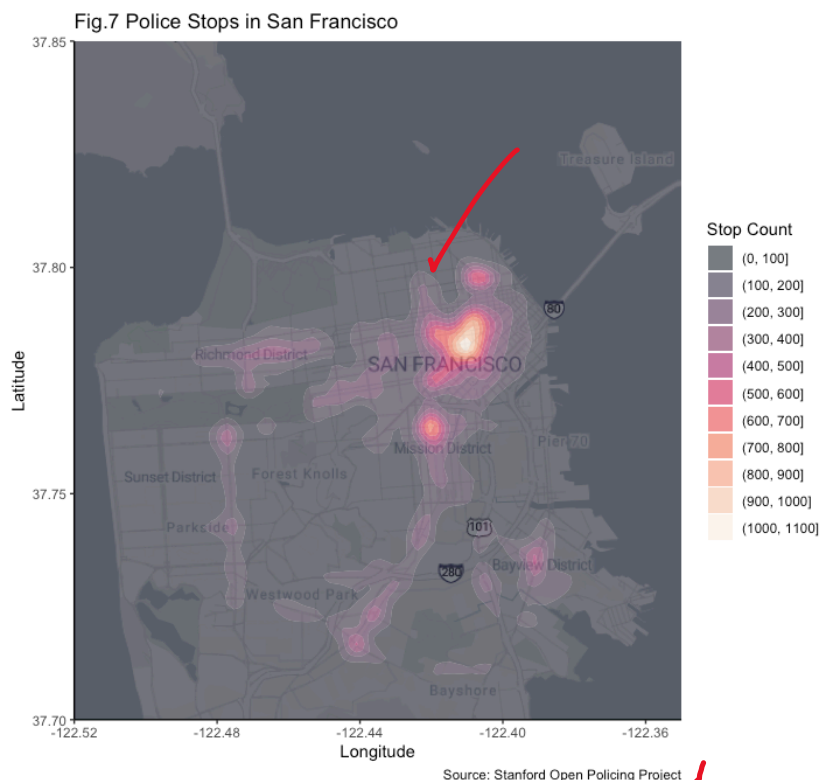 Fig.7 Police Stops in San Francisco
37.85
Treasure Island
Stop Count
(0, 100]
(100, 200]
(200, 300]
(300, 400]
(400, 500]
(500, 600]
(600, 700]
(700, 800]
(800, 900]
(900, 1000]
(1000, 1100]
37.80
80
Richmond District
SAN FRANCISCO
Latitude
Mission District
Pier 70
37.75
Sunset District
Forest Knolls
Parkside
101
280
Bayview District
Westwood Park
Bayshore
37.70
-122.52 -122.48 -122.44 -122.40 -122.36
Longitude
Source: Stanford Open Policing Project